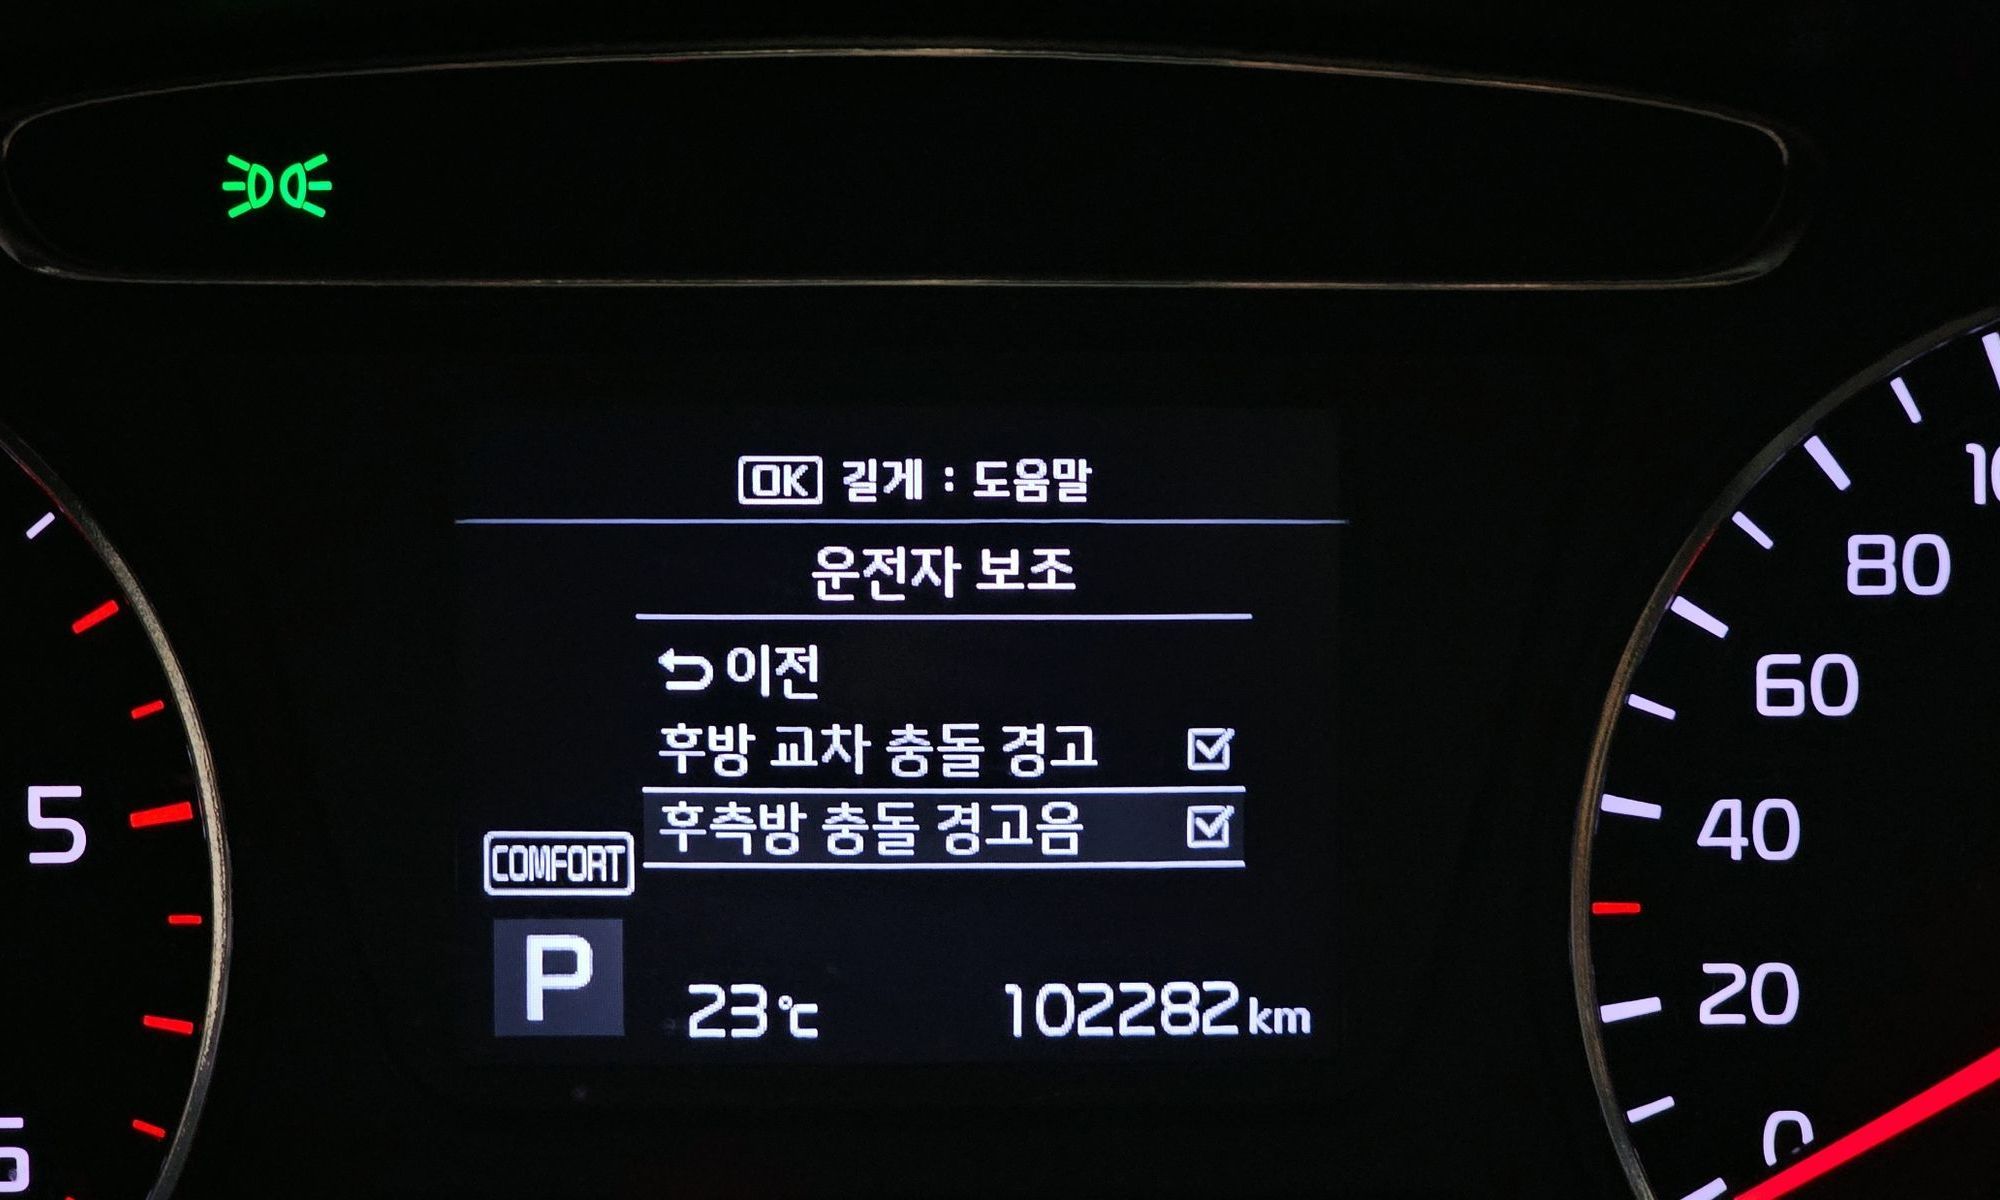 OK 길게 : 도움말
운전자 보조
이전
후방 교차 충돌 경고
후측방 충돌 경고음
COMFORT
P
23℃ 102282km
5
80
60
40
20
0